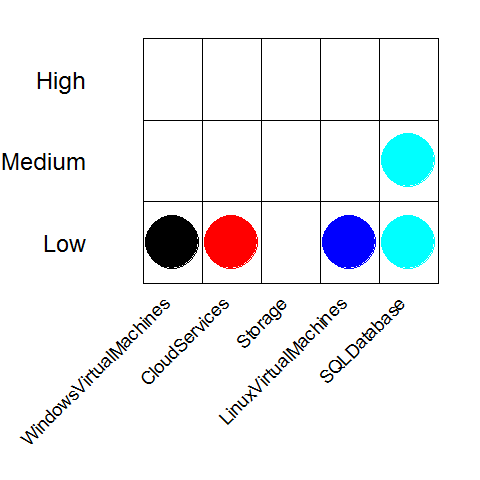 High
Medium
Low
WindowsVirtualMachines
CloudServices
Storage
LinuxVirtualMachines
SQLDatabase